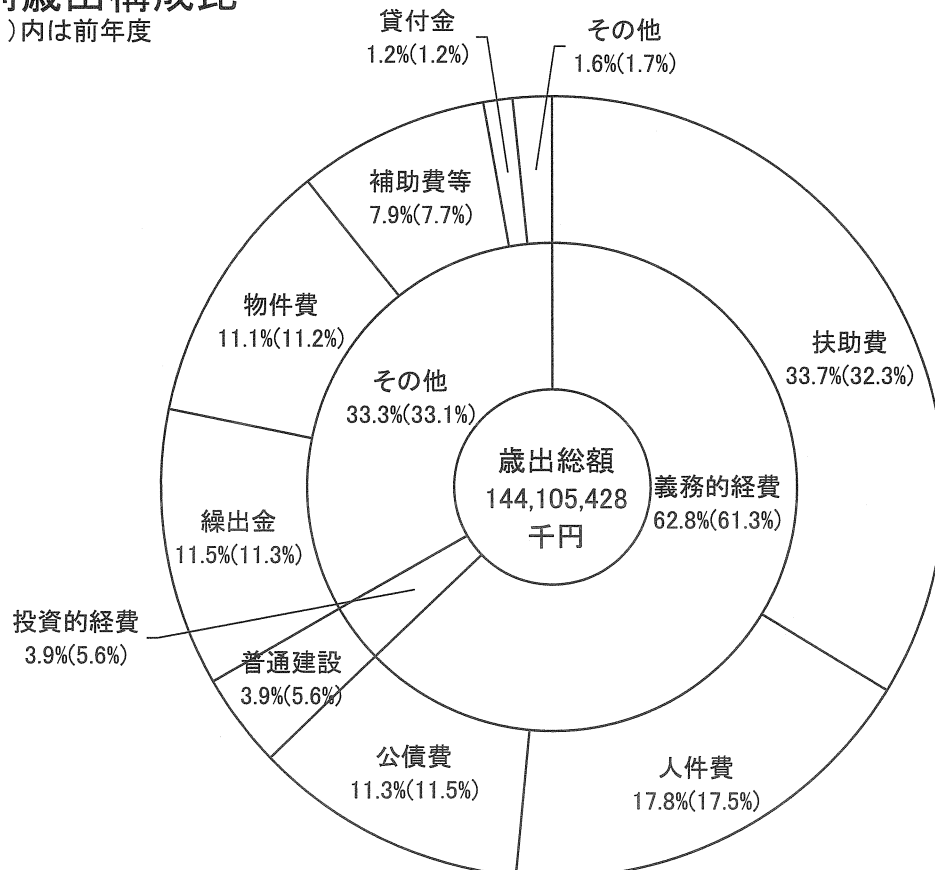 歳出構成比
)内は前年度
貸付金
1.2%(1.2%)
その他
1.6%(1.7%)
補助費等
7.9%(7.7%)
物件費
11.1%(11.2%)
扶助費
33.7%(32.3%)
その他
33.3%(33.1%)
歳出総額
144,105,428
千円
義務的経費
62.8%(61.3%)
繰出金
11.5%(11.3%)
投資的経費
3.9%(5.6%)
普通建設
3.9%(5.6%)
公債費
11.3%(11.5%)
人件費
17.8%(17.5%)